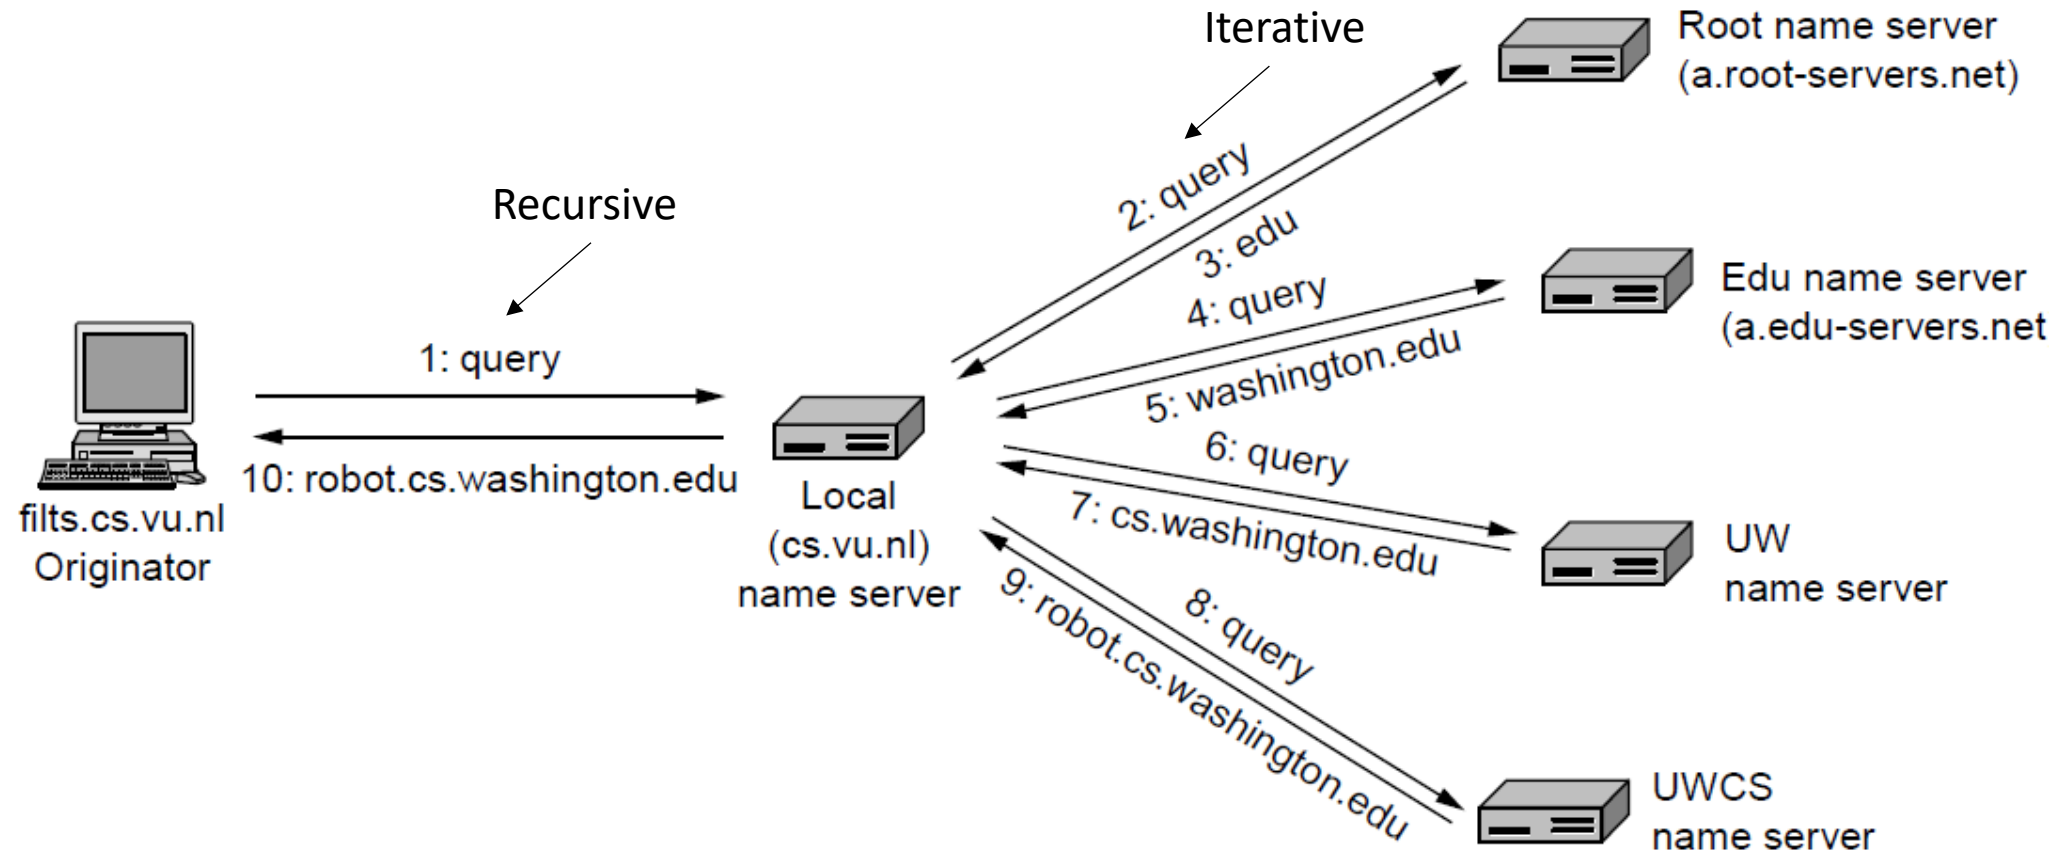 Iterative
Root name server
(a.root-servers.net)
Recursive
2: query
3: edu
4: query
Edu name server
(a.edu-servers.net
5: washington.edu
1: query
10: robot.cs.washington.edu
filts.cs.vu.nl
Originator
Local
(cs.vu.nl)
name server
6: query
7: cs.washington.edu
UW
name server
8: query
9: robot.cs.washington.edu
UWCS
name server